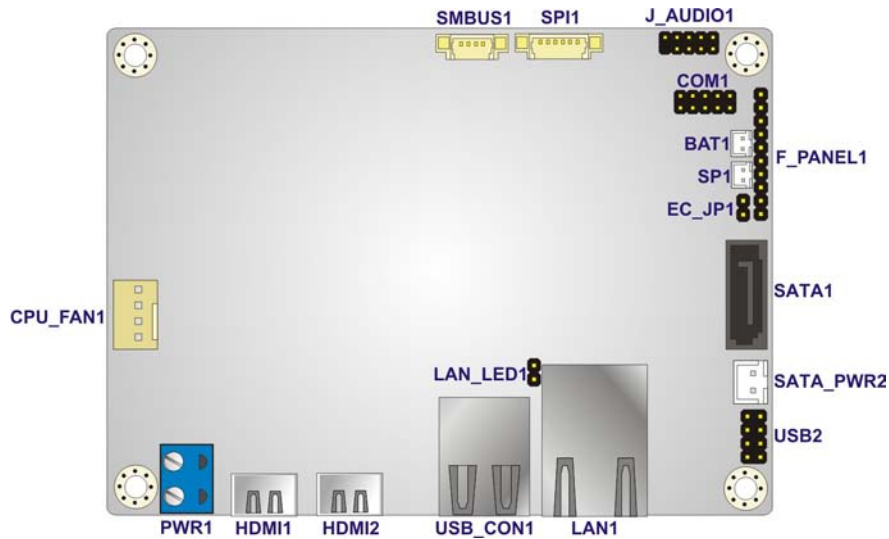 SMBUS1
SPI1
J_AUDIO1
COM1
BAT1
F_PANEL1
SP1
EC_JP1
SATA1
CPU_FAN1
LAN_LED1
SATA_PWR2
USB2
PWR1
HDMI1
HDMI2
USB_CON1
LAN1